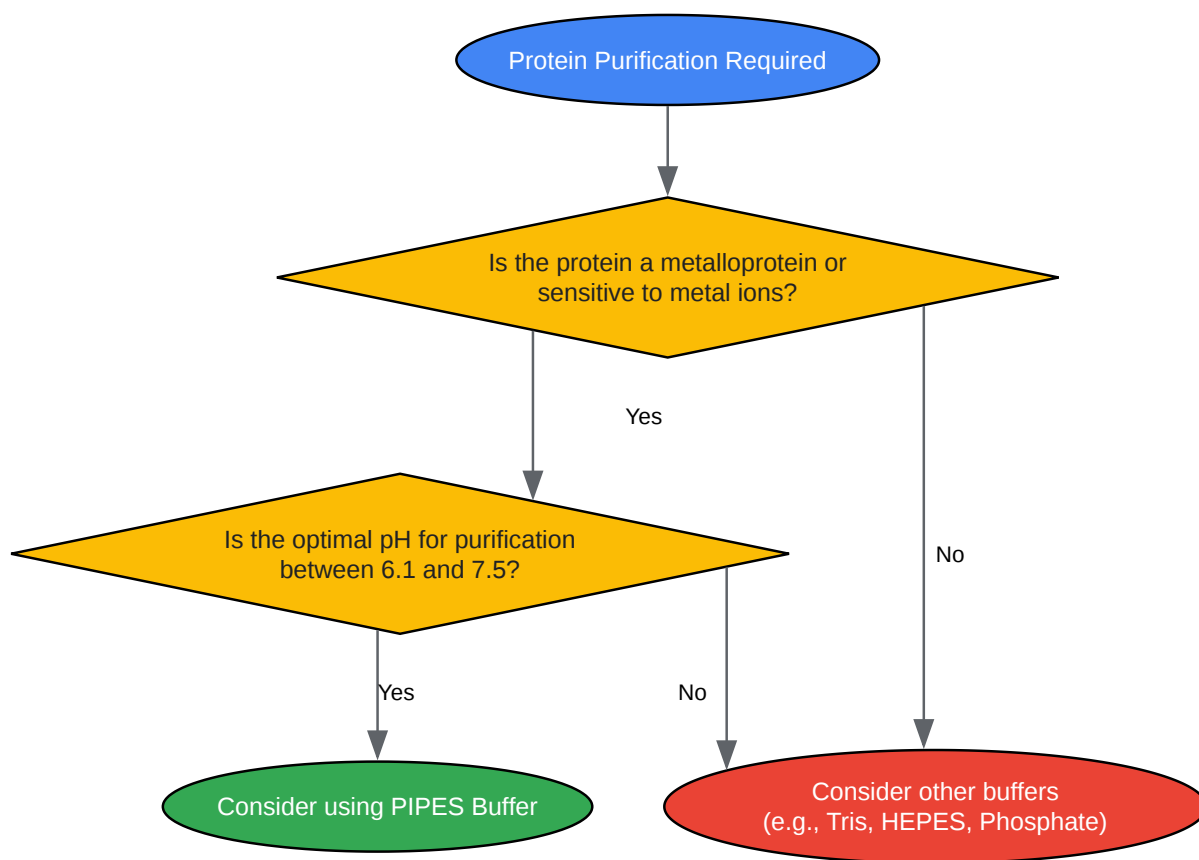 Protein Purification Required
Is the protein a metalloprotein or
sensitive to metal ions?
Yes
Is the optimal pH for purification
between 6.1 and 7.5?
No
Yes
No
Consider using PIPES Buffer
Consider other buffers
(e.g., Tris, HEPES, Phosphate)